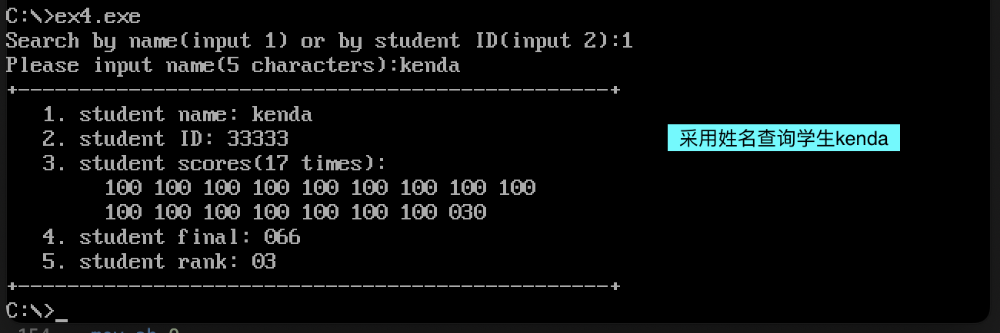 C:\>ex4.exe
Search by name(input 1) or by student ID(input 2):1
Please input name(5 characters):kenda
+------------------------------------------------+
1. student name: kenda
2. student ID: 33333
采用姓名查询学生kenda
3. student scores(17 times):
100 100 100 100 100 100 100 100 100
100 100 100 100 100 100 100 030
4. student final: 066
5. student rank: 03
+------------------------------------------------+
C:\>_